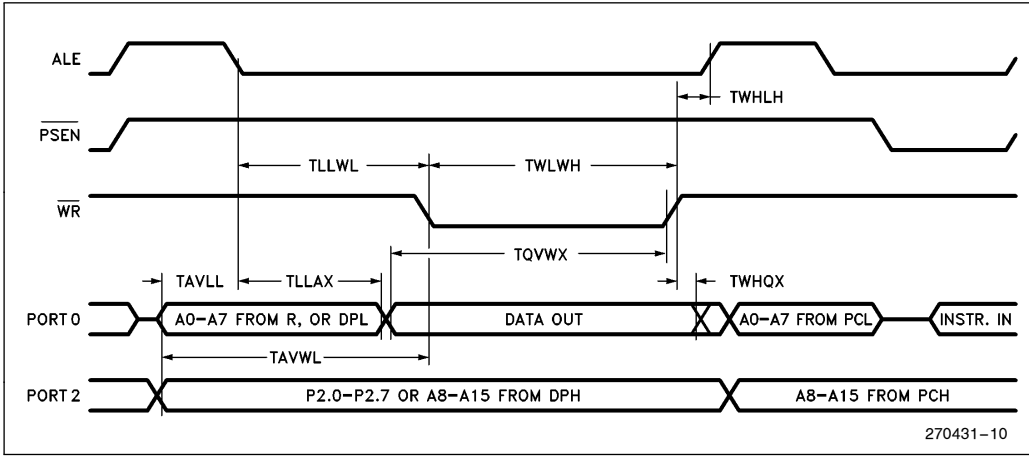 ALE
TWHLH
PSEN
TLLWL
TWLWH
WR
TQVWX
TAVLL
TLLAX
TWHQX
PORT 0
A0–A7 FROM R, OR DPL
DATA OUT
A0–A7 FROM PCL
INSTR. IN
TAVWL
PORT 2
P2.0–P2.7 OR A8–A15 FROM DPH
A8–A15 FROM PCH
270431–10